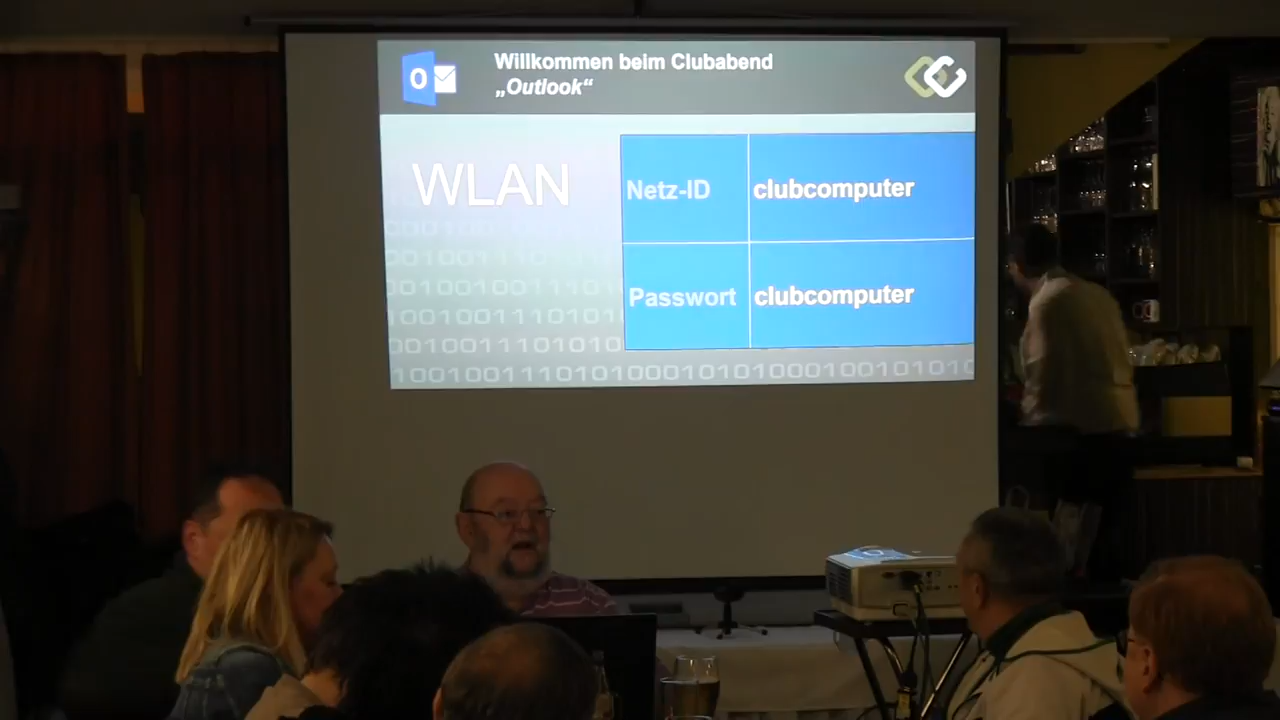 Willkommen beim Clubabend
„Outlook“
WLAN
Netz-ID clubcomputer
Passwort clubcomputer